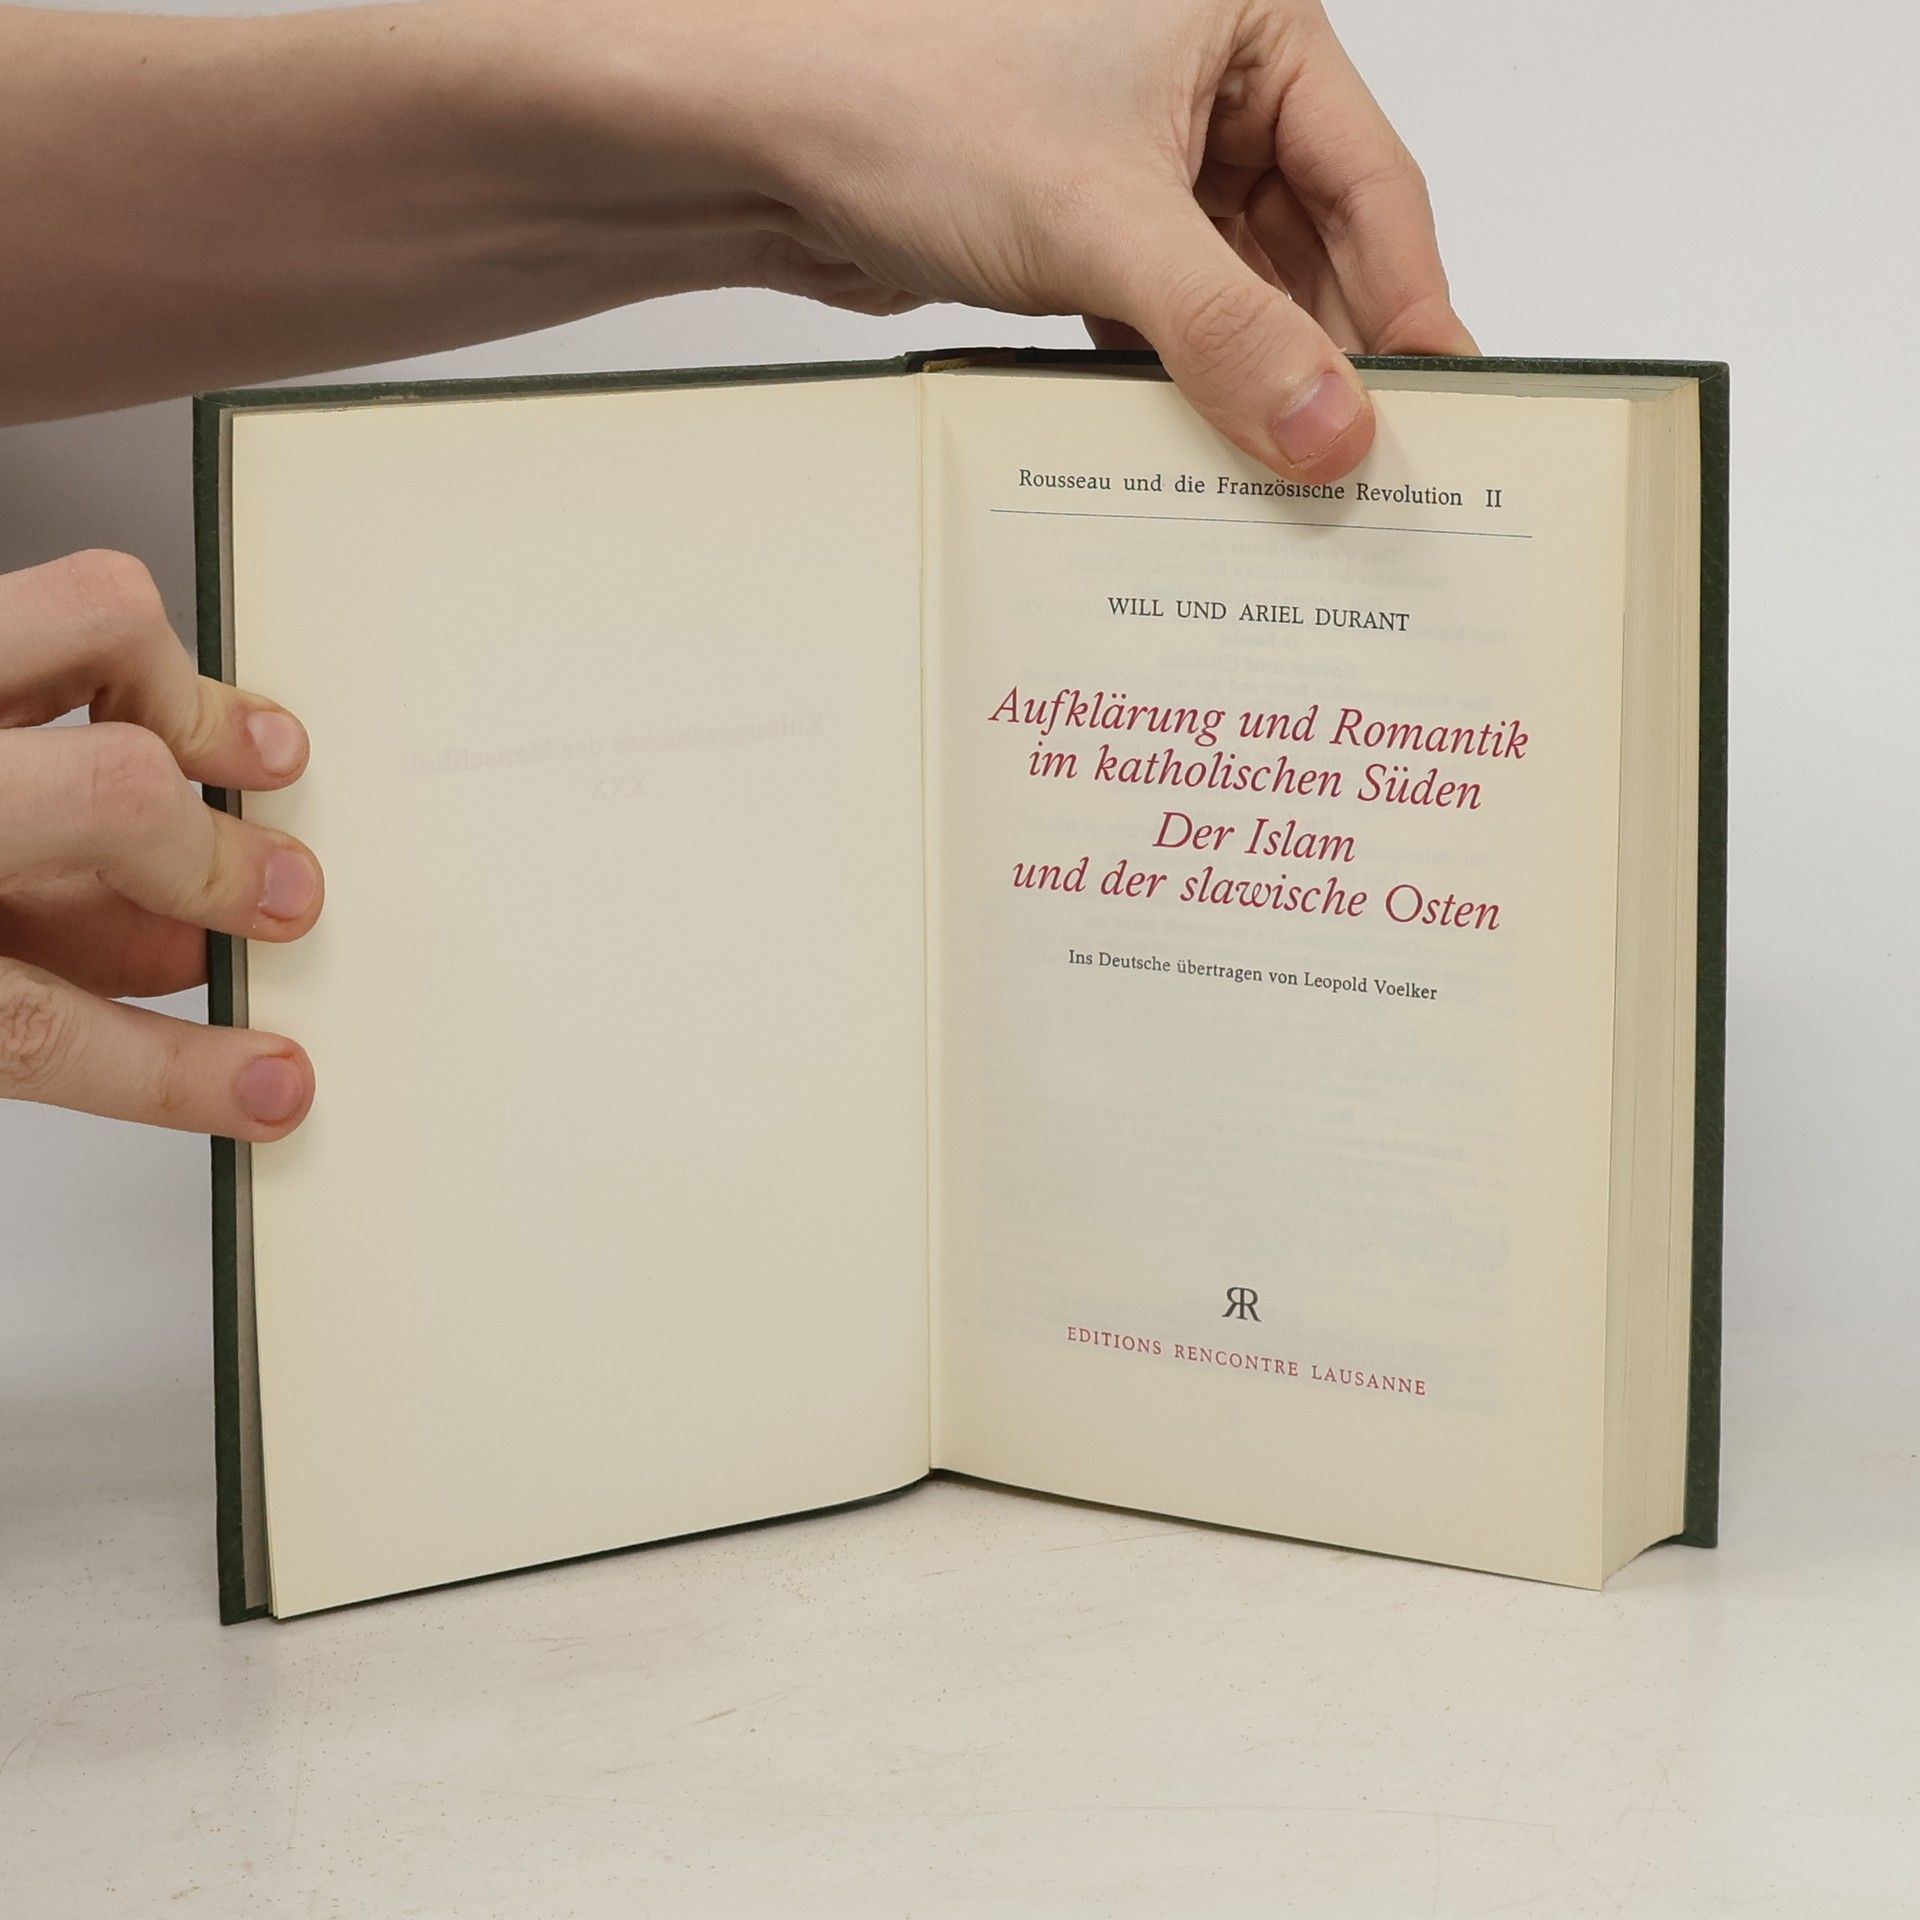 Rousseau und die Französische Revolution II
WILL UND ARIEL DURANT
Aufklärung und Romantik
im katholischen Süden
Der Islam
und der slawische Osten
Ins Deutsche übertragen von Leopold Voelker
RR
EDITIONS RENCONTRE LAUSANNE